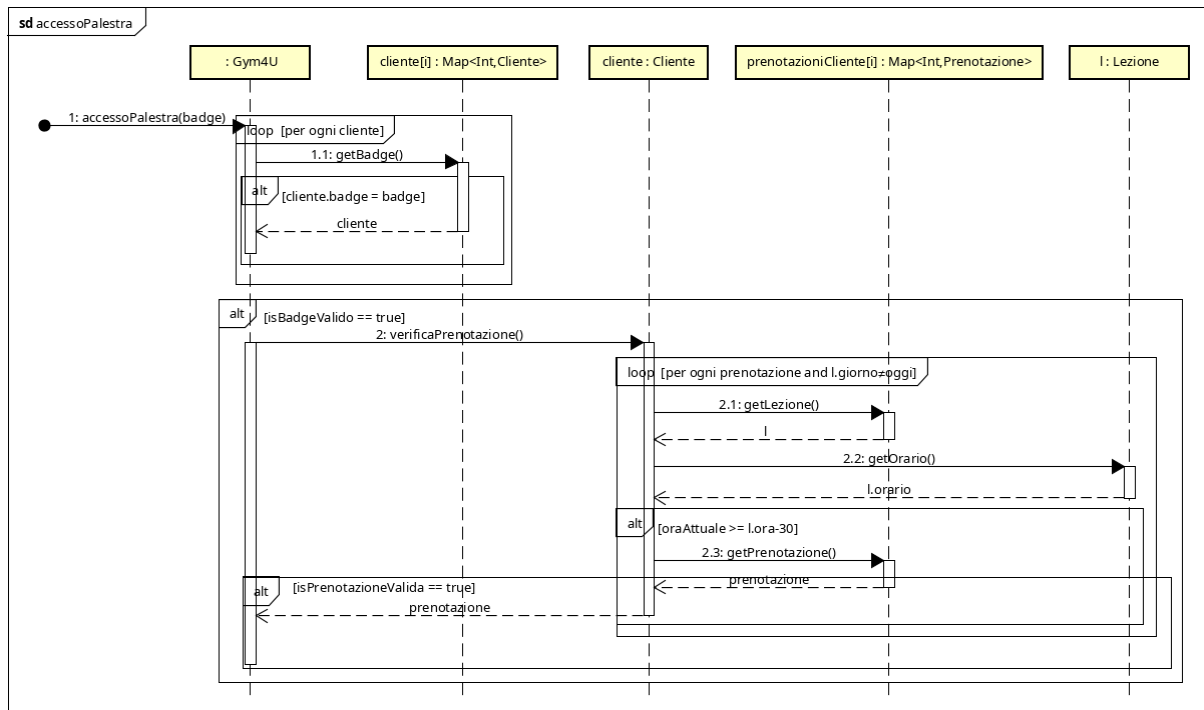 sd accessoPalestra
: Gym4U
cliente[i] : Map<Int,Cliente>
cliente : Cliente
prenotazioniCliente[i] : Map<Int,Prenotazione>
l : Lezione
1: accessoPalestra(badge)
loop [per ogni cliente]
1.1: getBadge()
alt [cliente.badge = badge]
cliente
alt [isBadgeValido == true]
2: verificaPrenotazione()
loop [per ogni prenotazione and l.giorno≠oggi]
2.1: getLezione()
l
2.2: getOrario()
l.orario
alt [oraAttuale >= l.ora-30]
2.3: getPrenotazione()
prenotazione
alt [isPrenotazioneValida == true]
prenotazione